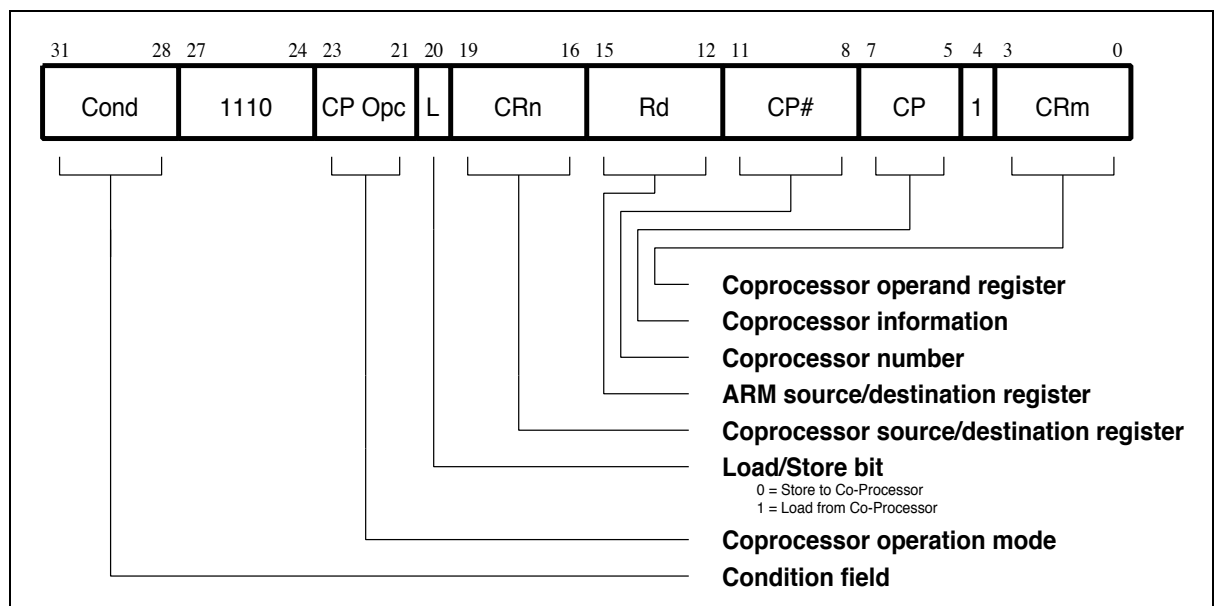 31 28 27 24 23 21 20 19 16 15 12 11 8 7 5 4 3 0
Cond 1110 CP Opc L CRn Rd CP# CP 1 CRm
Coprocessor operand register
Coprocessor information
Coprocessor number
ARM source/destination register
Coprocessor source/destination register
Load/Store bit
0 = Store to Co-Processor
1 = Load from Co-Processor
Coprocessor operation mode
Condition field